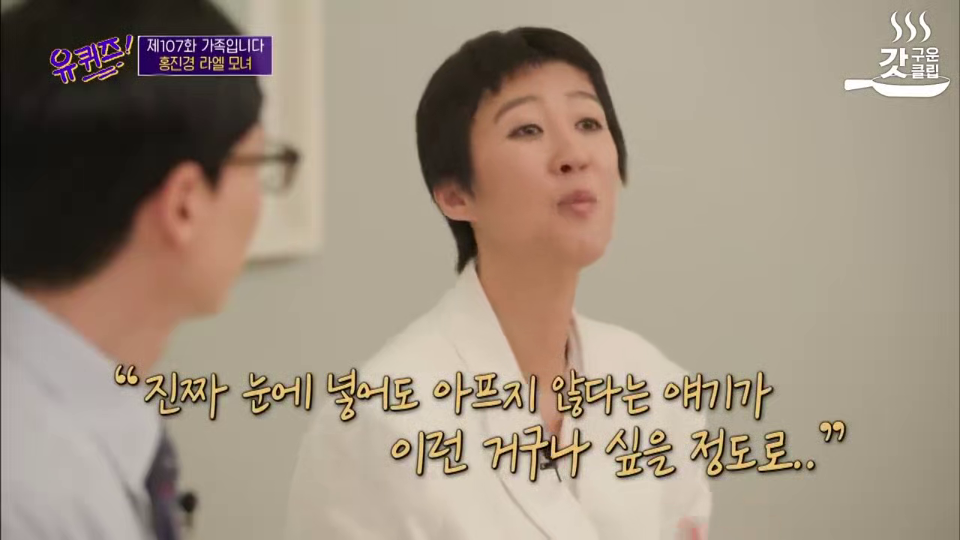 유퀴즈!
제107화 가족입니다
홍진경 라엘 모녀
갓구운
클립
“진짜 눈에 넣어도 아프지 않다는 얘기가
이런 거구나 싶을 정도로..”